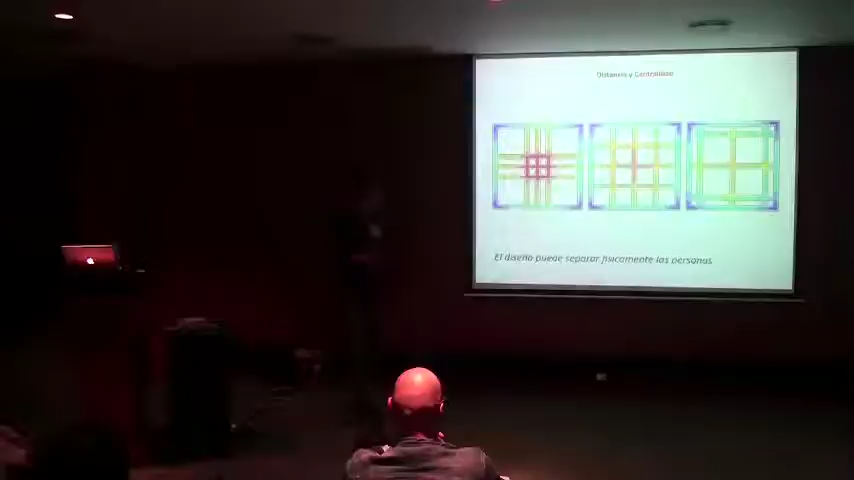 Distancia y Centralidad
El diseño puede separar físicamente las personas